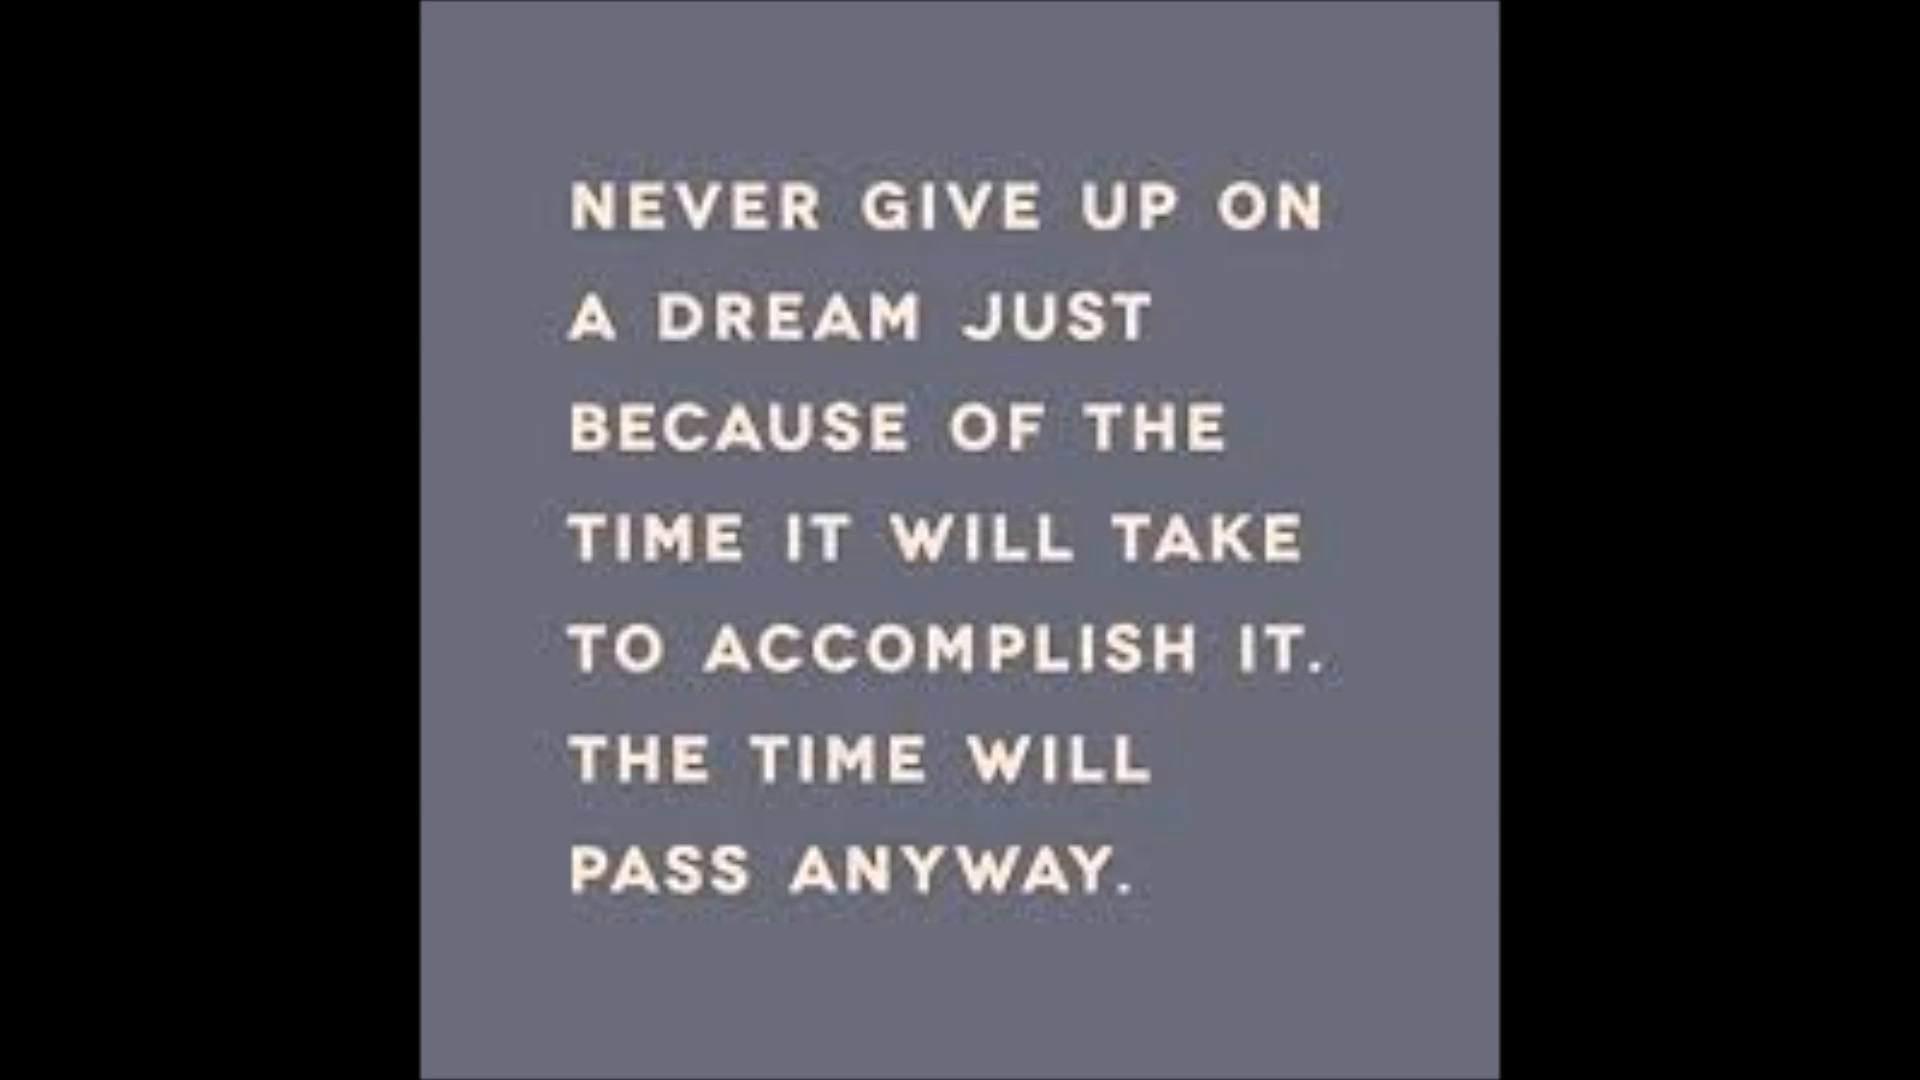 NEVER GIVE UP ON
A DREAM JUST
BECAUSE OF THE
TIME IT WILL TAKE
TO ACCOMPLISH IT.
THE TIME WILL
PASS ANYWAY.